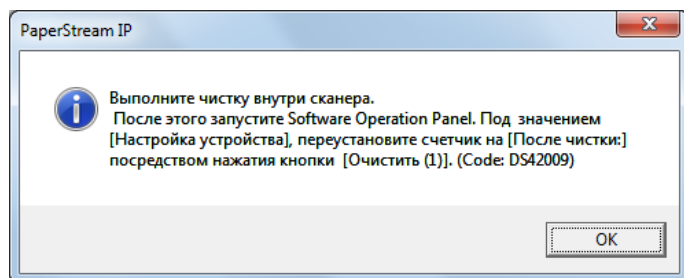 PaperStream IP
Выполните чистку внутри сканера.
После этого запустите Software Operation Panel. Под значением
[Настройка устройства], переустановите счетчик на [После чистки:]
посредством нажатия кнопки [Очистить (1)]. (Code: DS42009)
OK